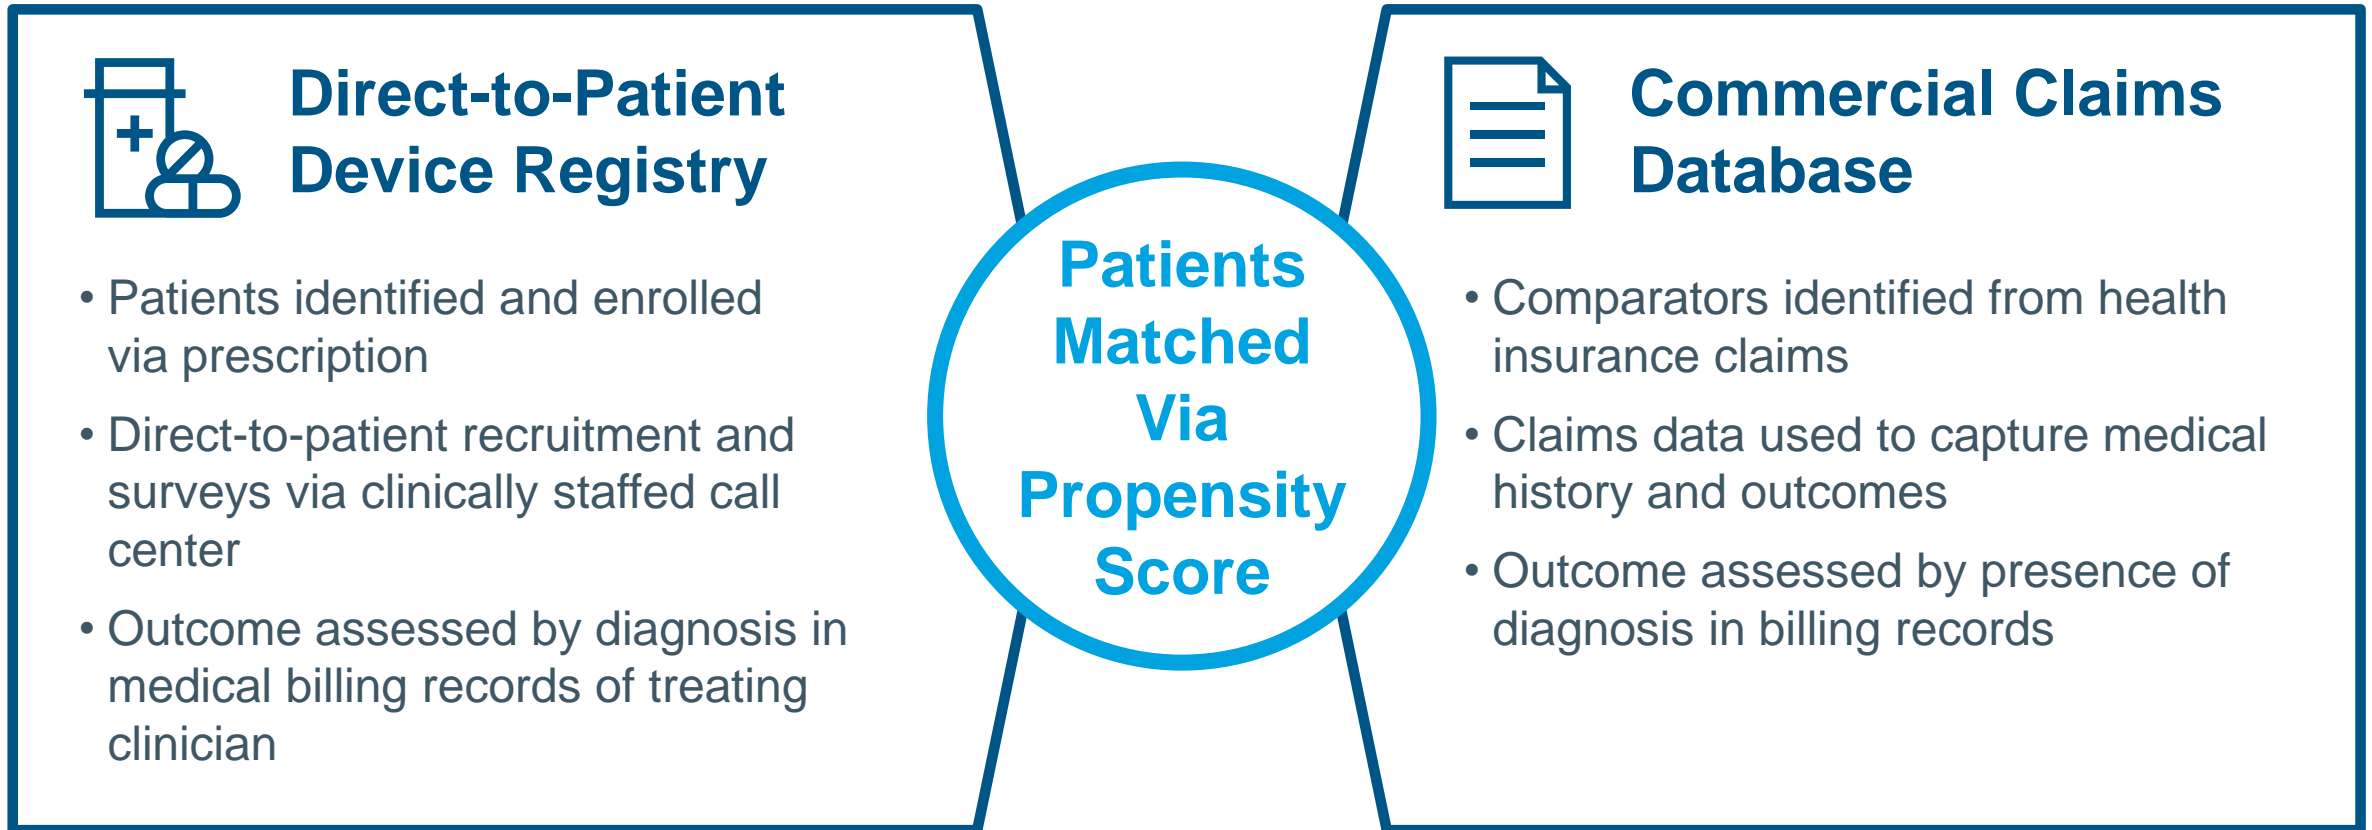 Direct-to-Patient
Device Registry
• Patients identified and enrolled
via prescription
• Direct-to-patient recruitment and
surveys via clinically staffed call
center
• Outcome assessed by diagnosis in
medical billing records of treating
clinician
Patients
Matched
Via
Propensity
Score
Commercial Claims
Database
• Comparators identified from health
insurance claims
• Claims data used to capture medical
history and outcomes
• Outcome assessed by presence of
diagnosis in billing records